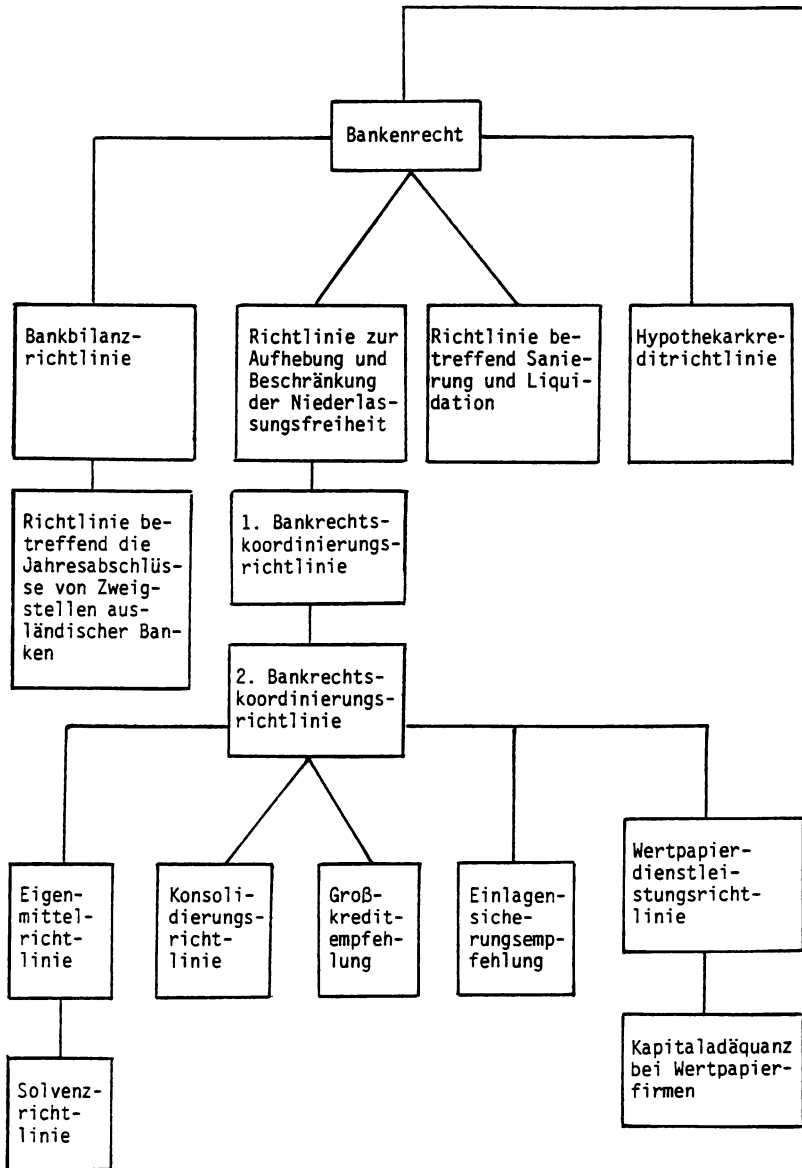 Bankenrecht
Bankbilanz-
richtlinie
Richtlinie zur
Aufhebung und
Beschränkung
der Niederlas-
sungsfreiheit
Richtlinie be-
treffend Sanie-
rung und Liqui-
dation
Hypothekarkre-
ditrichtlinie
Richtlinie be-
treffend die
Jahresabschlüs-
se von Zweig-
stellen aus-
ländischer Ban-
ken
1. Bankrechts-
koordinierungs-
richtlinie
2. Bankrechts-
koordinierungs-
richtlinie
Eigen-
mittel-
richt-
linie
Konsoli-
dierungs-
richt-
linie
Groß-
kredit-
empfeh-
lung
Einlagen-
siche-
rungsemp-
fehlung
Wertpapier-
dienstlei-
stungsricht-
linie
Solvenz-
richt-
linie
Kapitaladäquanz
bei Wertpapier-
firmen